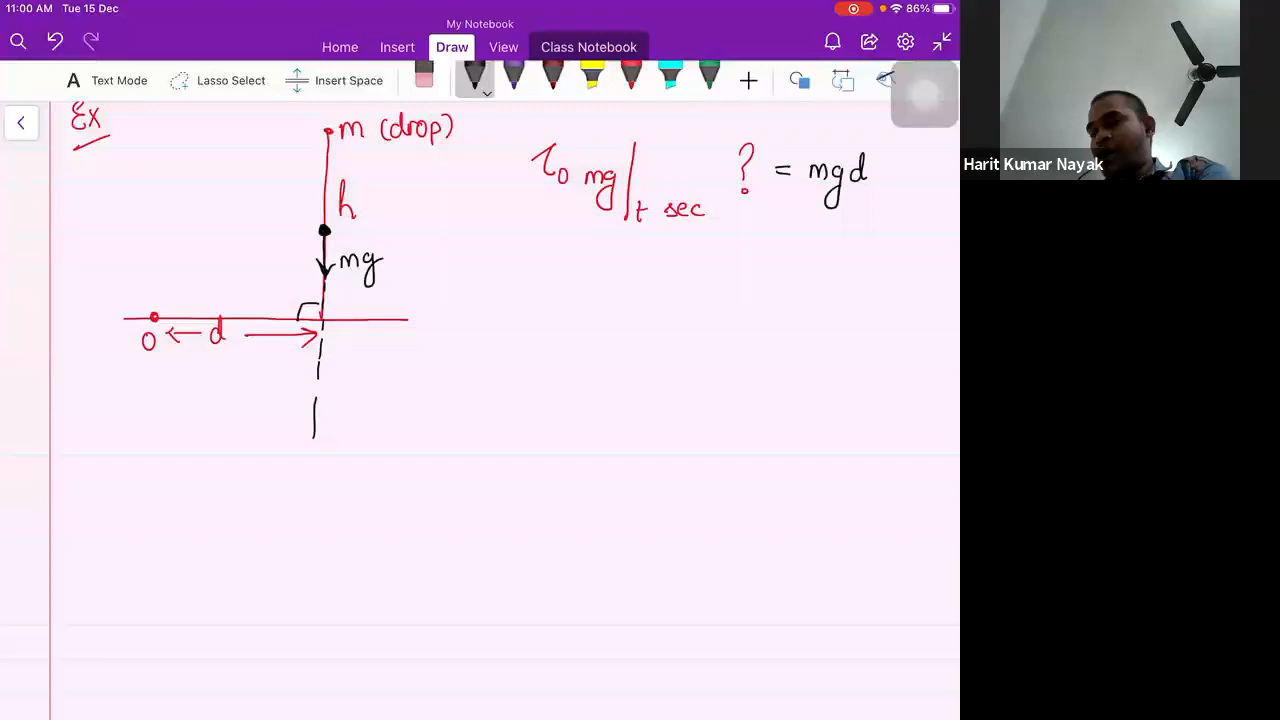 11:00 AM Tue 15 Dec
86%
My Notebook
Home Insert Draw View Class Notebook
A Text Mode Lasso Select Insert Space
Ex
m (drop)
τ₀ mg|t sec ? = mgd
h
mg
Harit Kumar Nayak
O ← d →